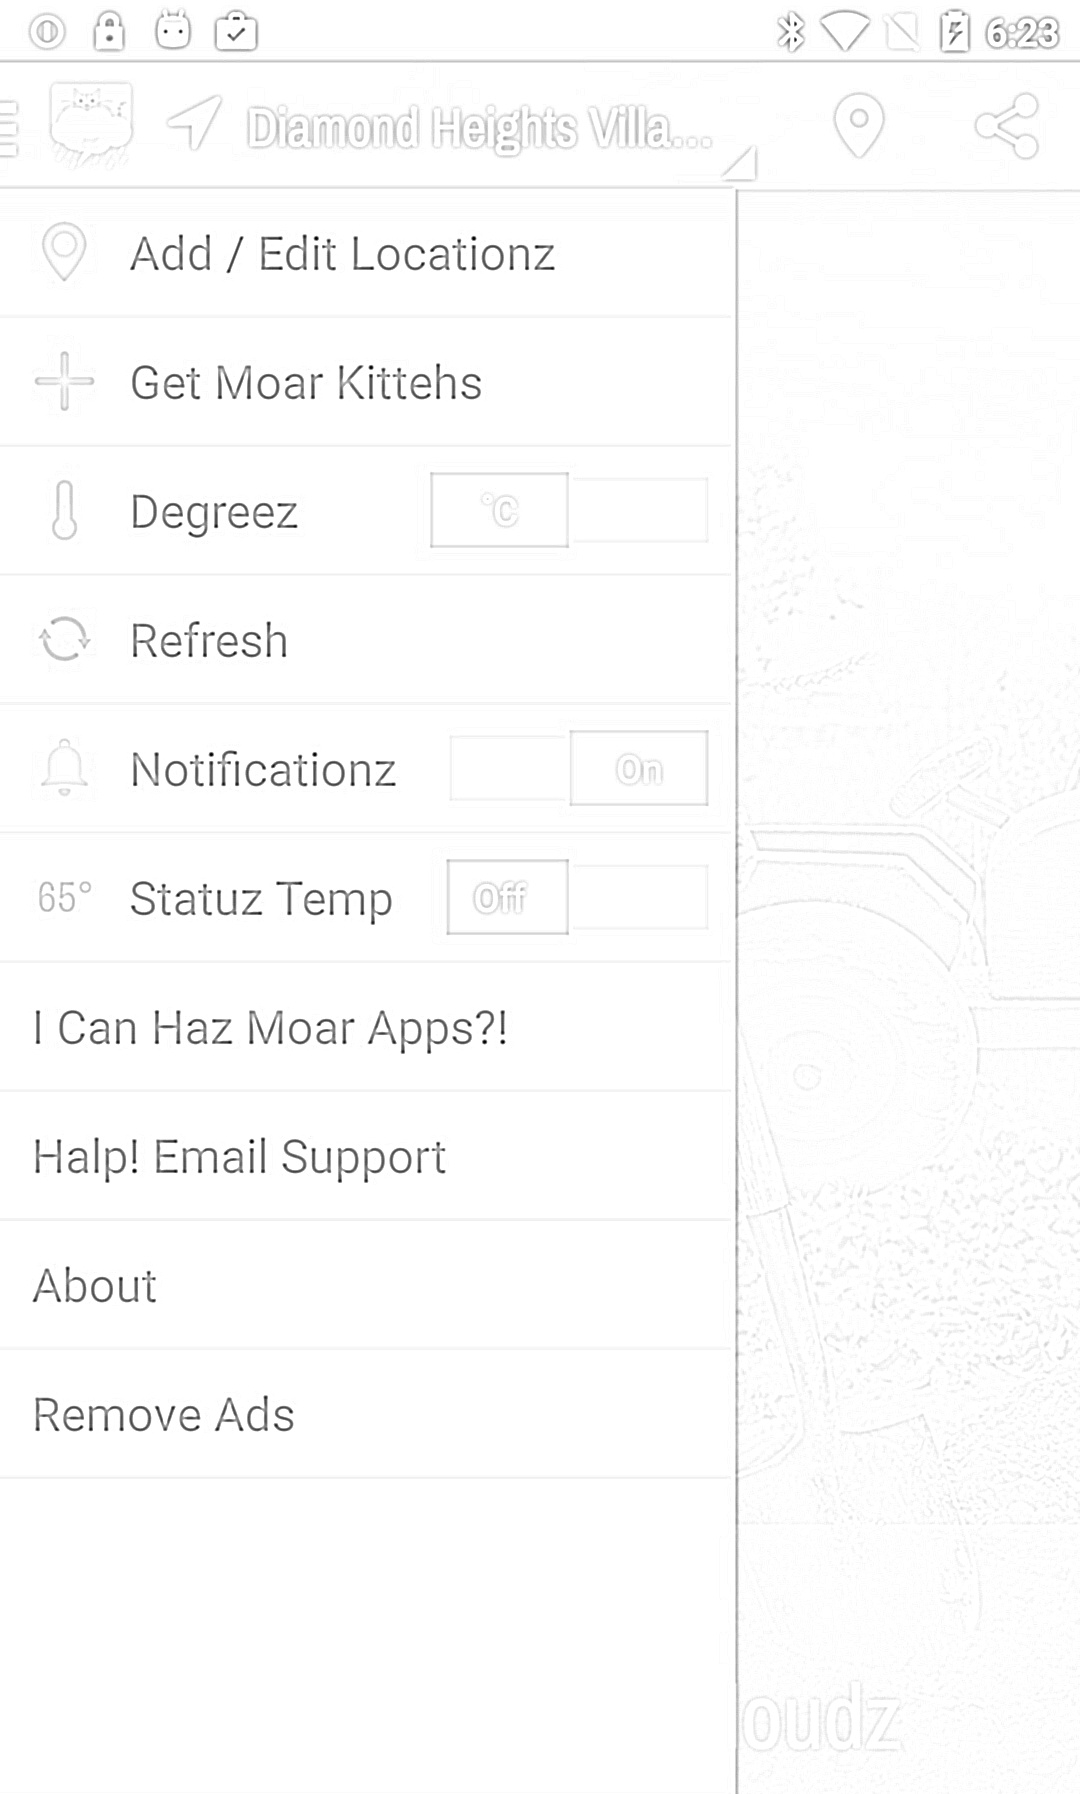 6:23
Diamond Heights Villa...
Add / Edit Locationz
Get Moar Kittehs
Degreez °C
Refresh
Notificationz On
65° Statuz Temp Off
I Can Haz Moar Apps?!
Halp! Email Support
About
Remove Ads
oudz